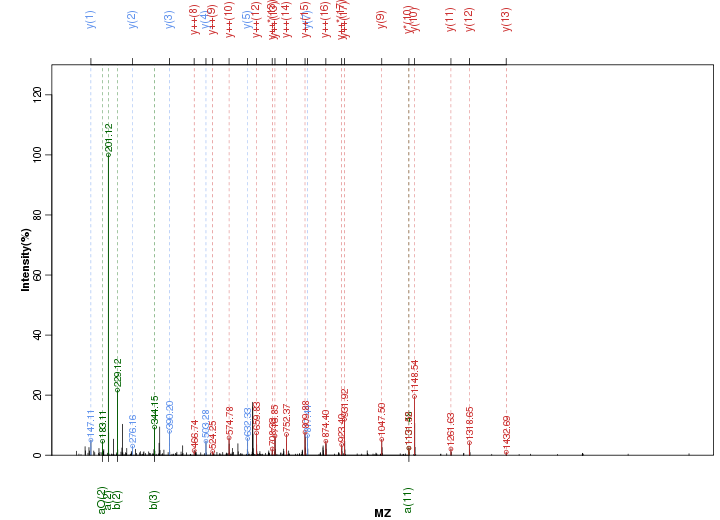 y(1)
y(2)
y(3)
y++(8)
y(4)
y++(9)
y++(10)
y(5)
y++(12)
y++(14)
y++(16)
y(9)
y*(10)
y(10)
y(11)
y(12)
y(13)
Intensity(%)
0
20
40
60
80
100
120
147.11
183.11
201.12
229.12
276.16
344.15
390.20
466.74
503.28
524.25
574.78
632.33
659.83
752.37
809.88
874.40
923.40
931.92
1047.50
1148.54
1261.63
1318.65
1432.69
a(2)
b(2)
b(3)
a(11)
MZ